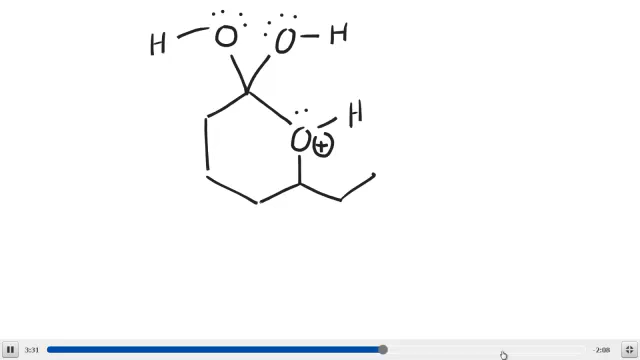 H O O H
O H
+
3:31 -2:08